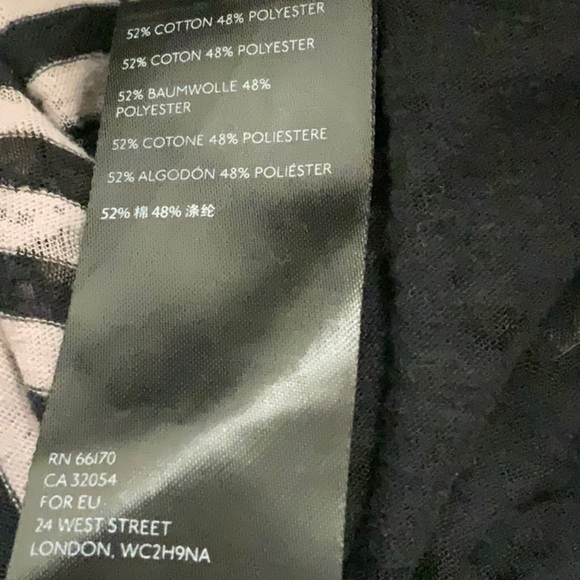 52% COTTON 48% POLYESTER
52% COTON 48% POLYESTER
52% BAUMWOLLE 48%
POLYESTER
52% COTONE 48% POLIESTERE
52% ALGODÓN 48% POLIÉSTER
52% 棉 48% 涤纶
RN 66170
CA 32054
FOR EU
24 WEST STREET
LONDON, WC2H9NA